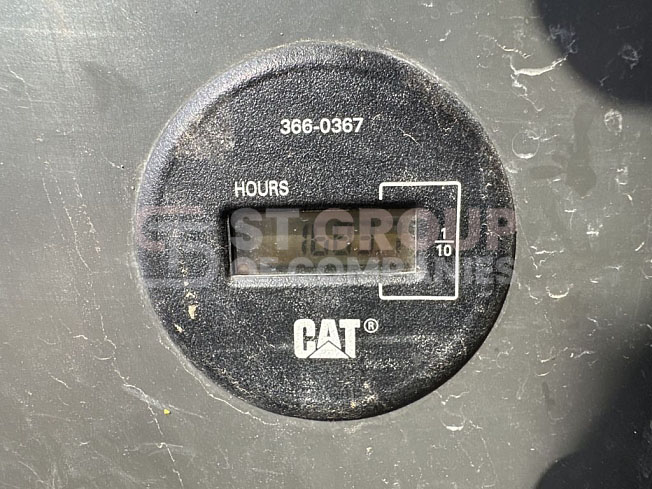 366-0367
HOURS
ST GROUP
OF COMPANIES
1
10
CAT®